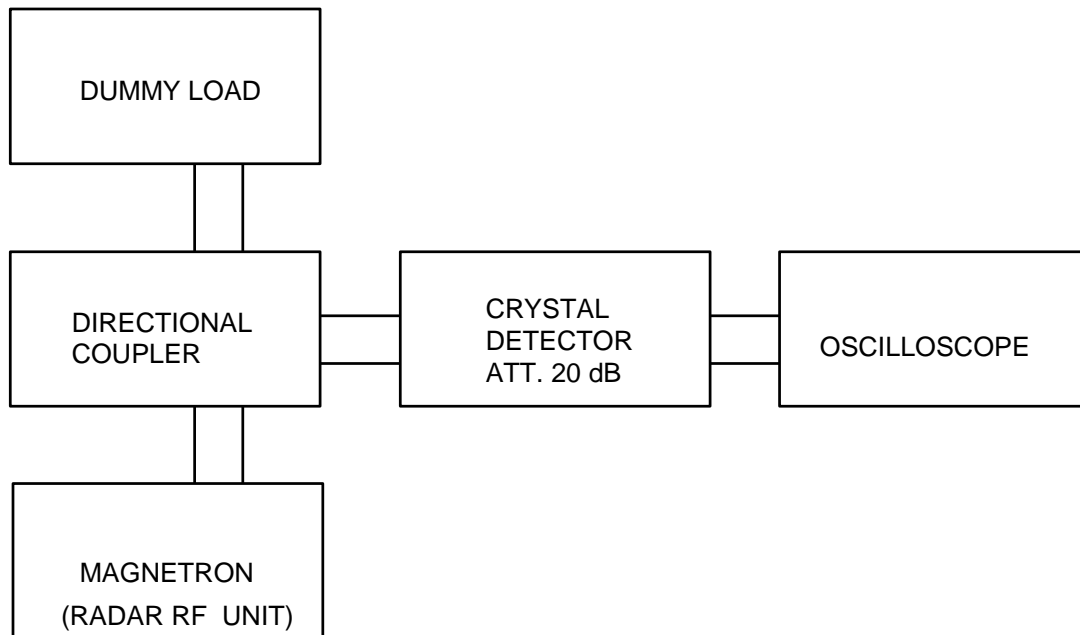 DUMMY LOAD
DIRECTIONAL
COUPLER
CRYSTAL
DETECTOR
ATT. 20 dB
OSCILLOSCOPE
MAGNETRON
(RADAR RF UNIT)